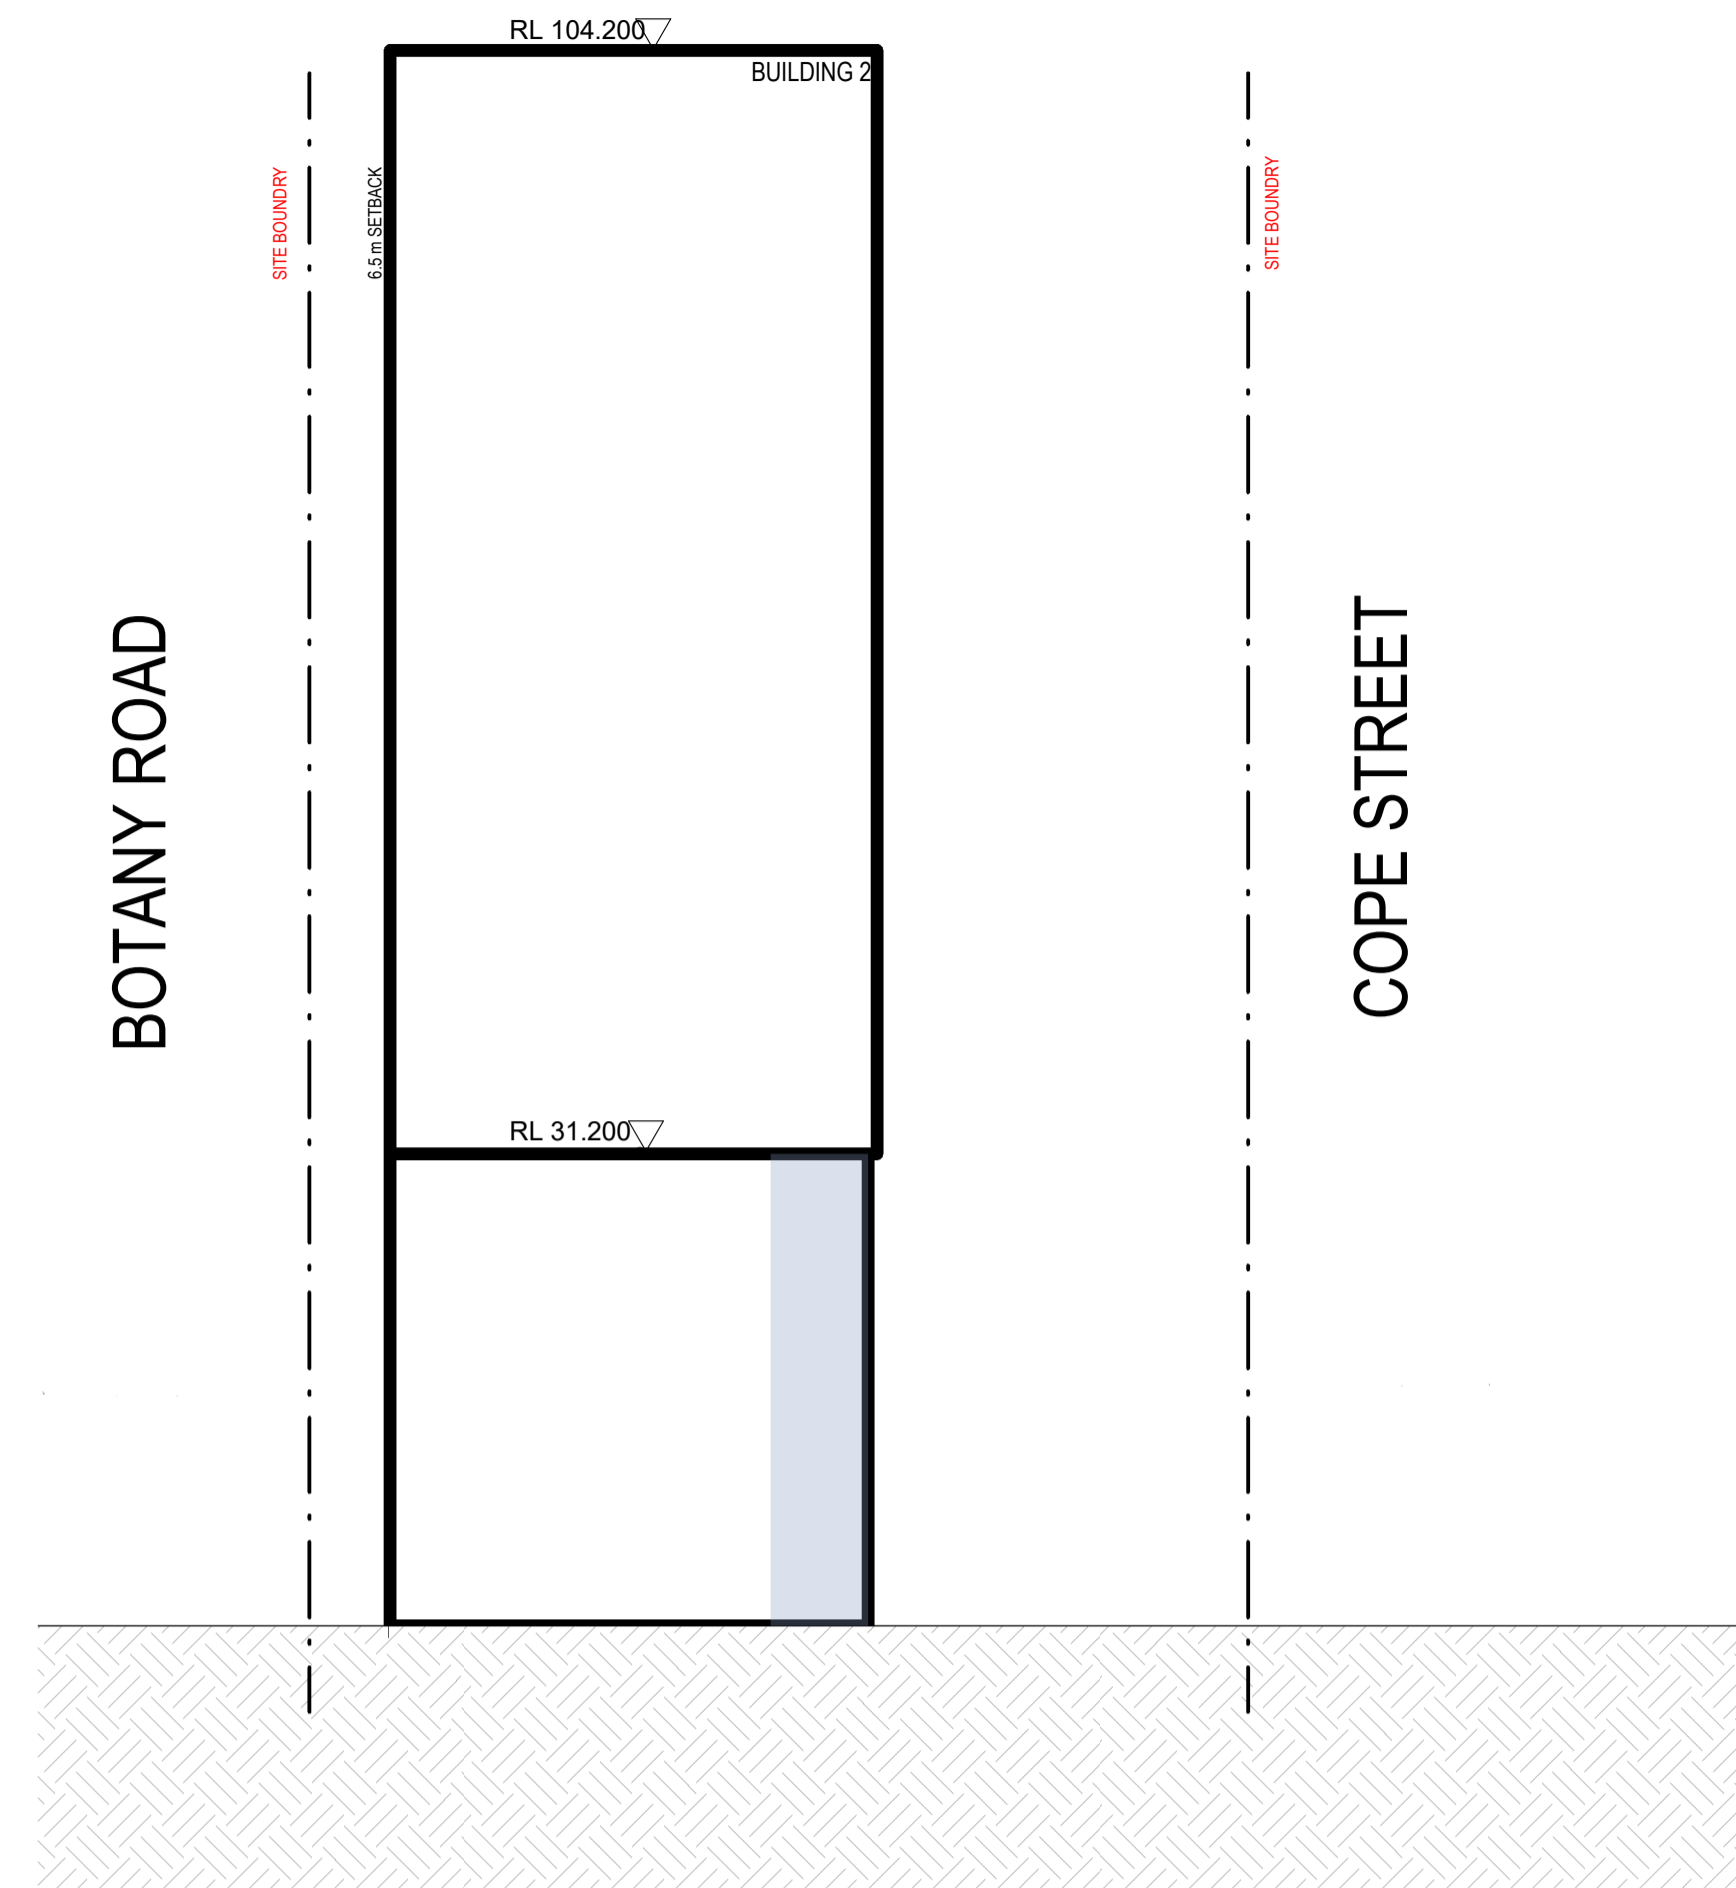 RL 104.200
BUILDING 2
SITE BOUNDRY
6.5 m SETBACK
SITE BOUNDRY
BOTANY ROAD
COPE STREET
RL 31.200